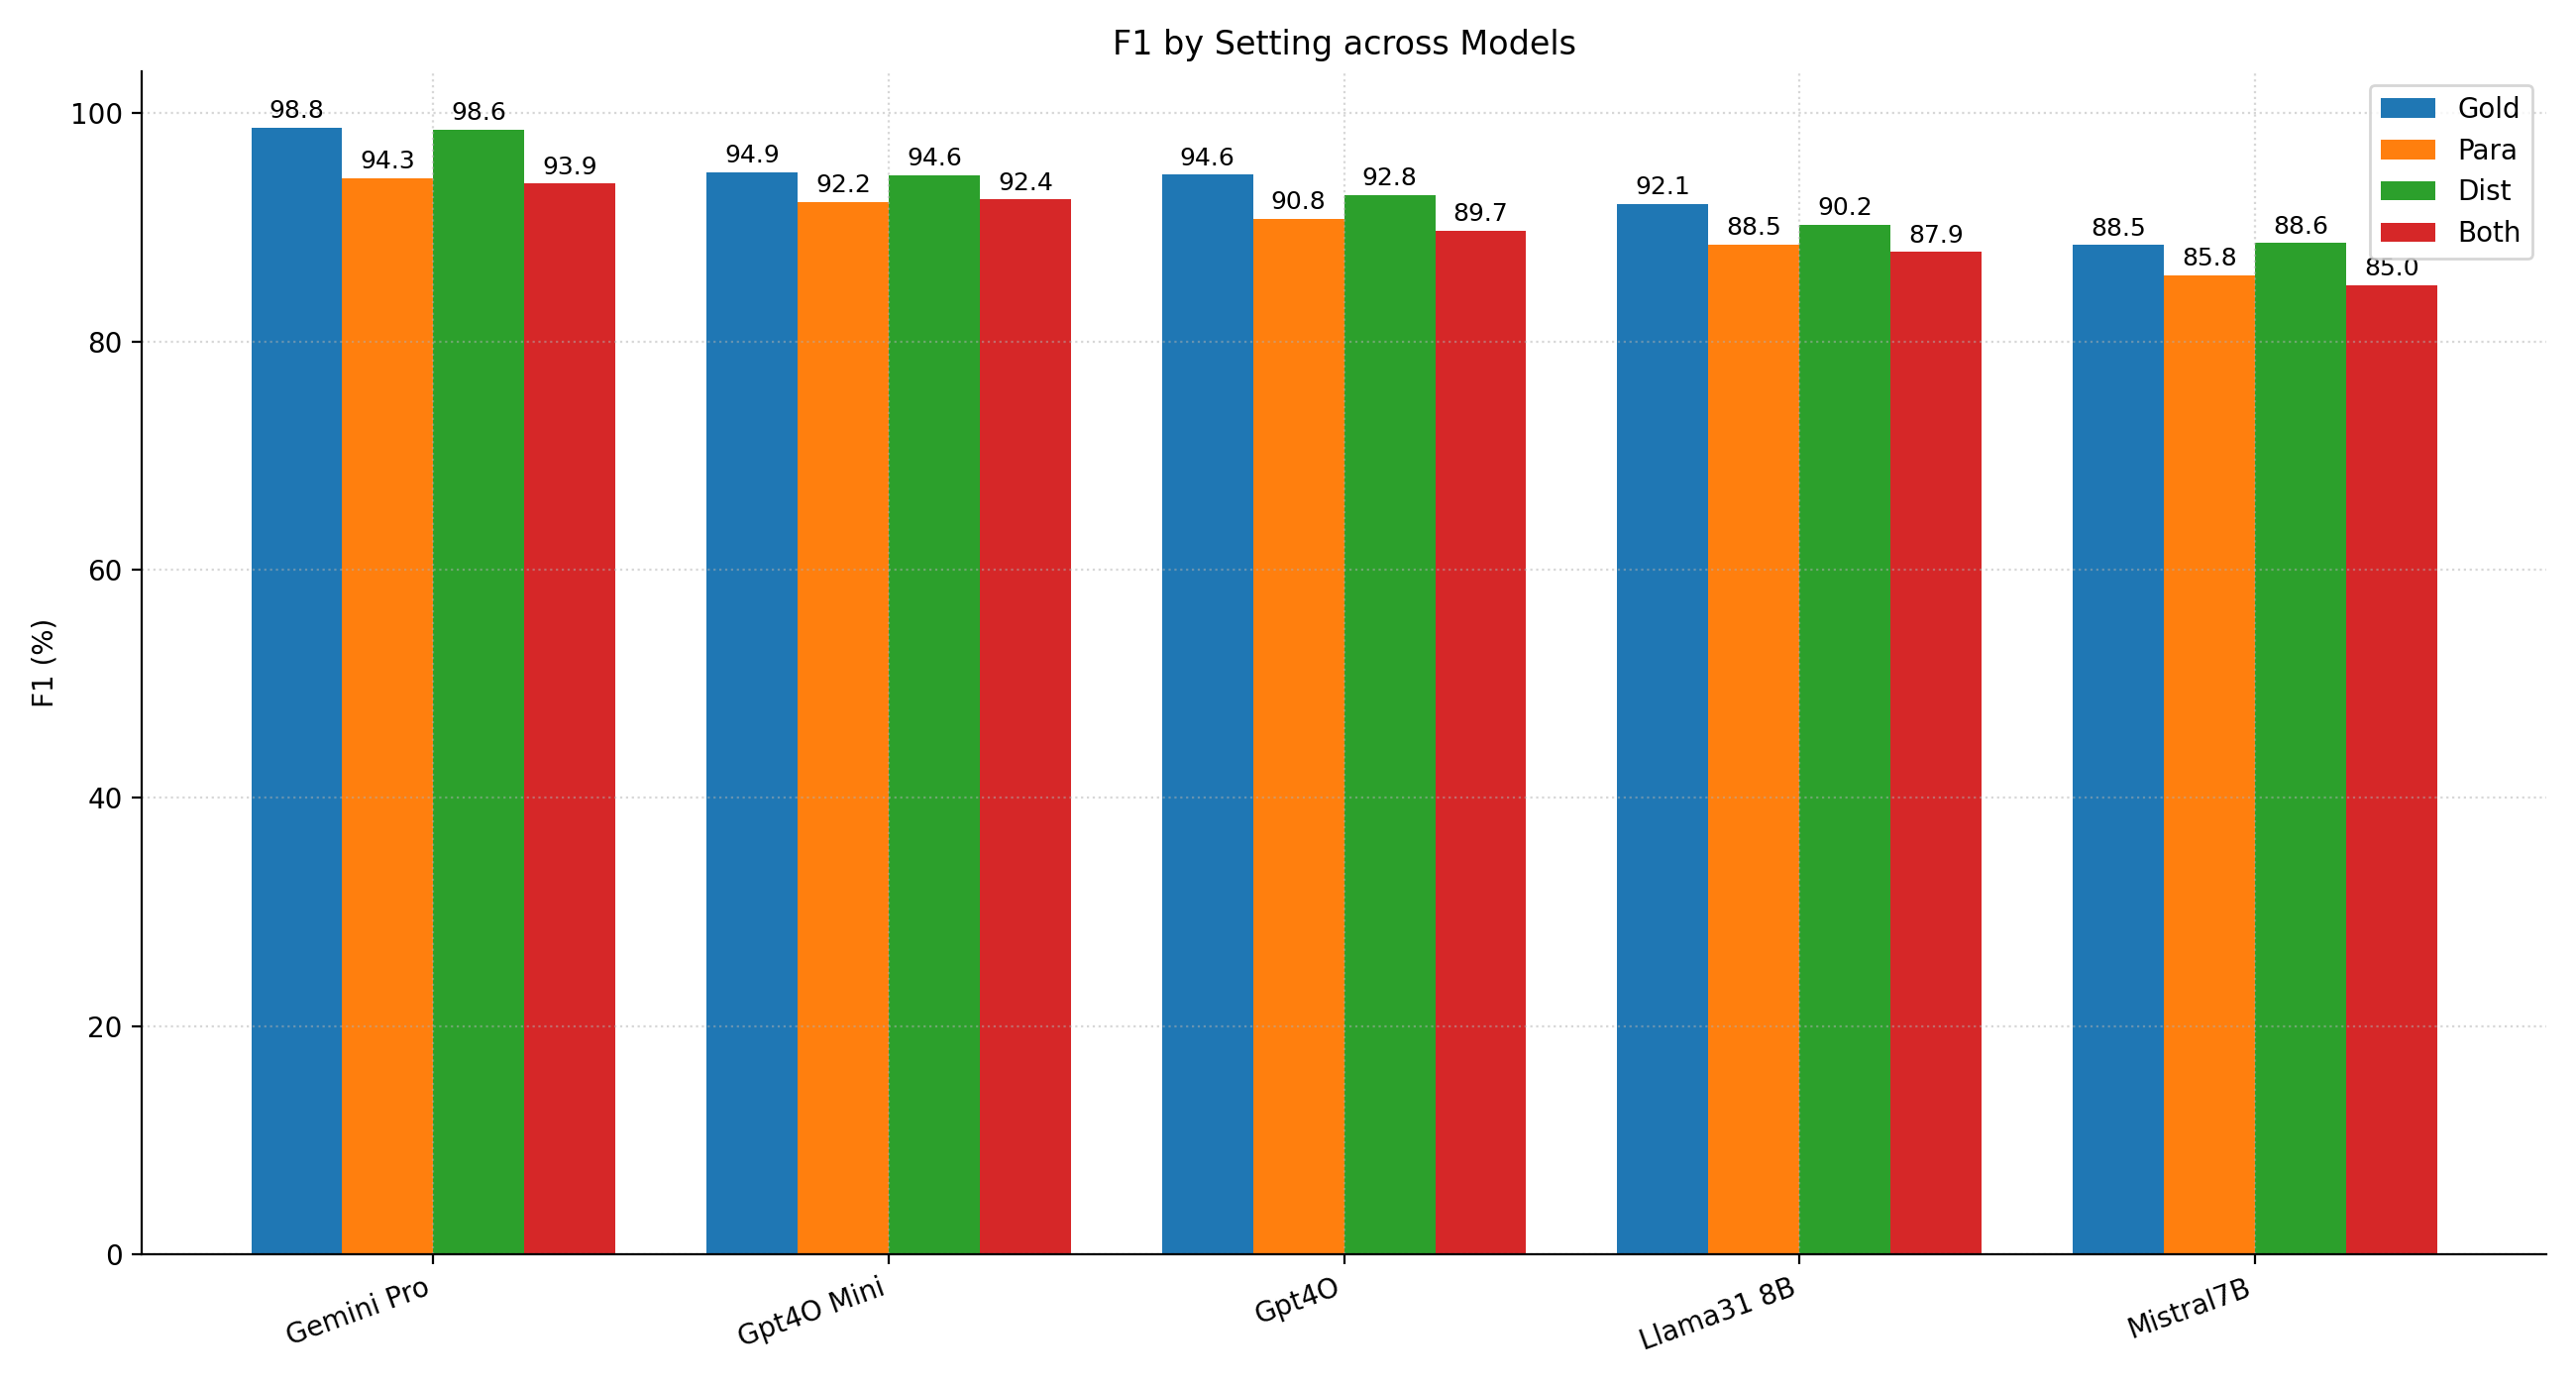 F1 by Setting across Models
F1 (%)
100
80
60
40
20
0
98.8
94.3
98.6
93.9
94.9
92.2
94.6
92.4
94.6
90.8
92.8
89.7
92.1
88.5
90.2
87.9
88.5
85.8
88.6
85.0
Gold
Para
Dist
Both
Gemini Pro
Gpt4O Mini
Gpt4O
Llama31 8B
Mistral7B